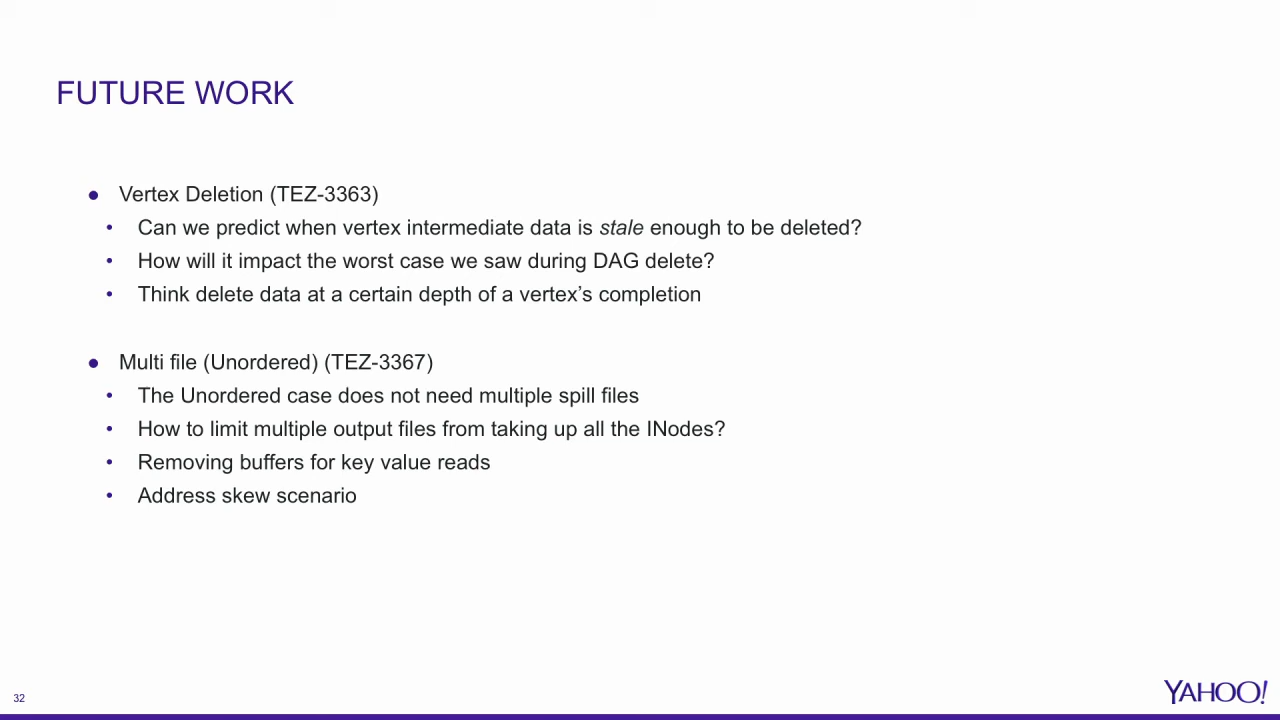 FUTURE WORK
● Vertex Deletion (TEZ-3363)
• Can we predict when vertex intermediate data is stale enough to be deleted?
• How will it impact the worst case we saw during DAG delete?
• Think delete data at a certain depth of a vertex’s completion
● Multi file (Unordered) (TEZ-3367)
• The Unordered case does not need multiple spill files
• How to limit multiple output files from taking up all the INodes?
• Removing buffers for key value reads
• Address skew scenario
32
YAHOO!